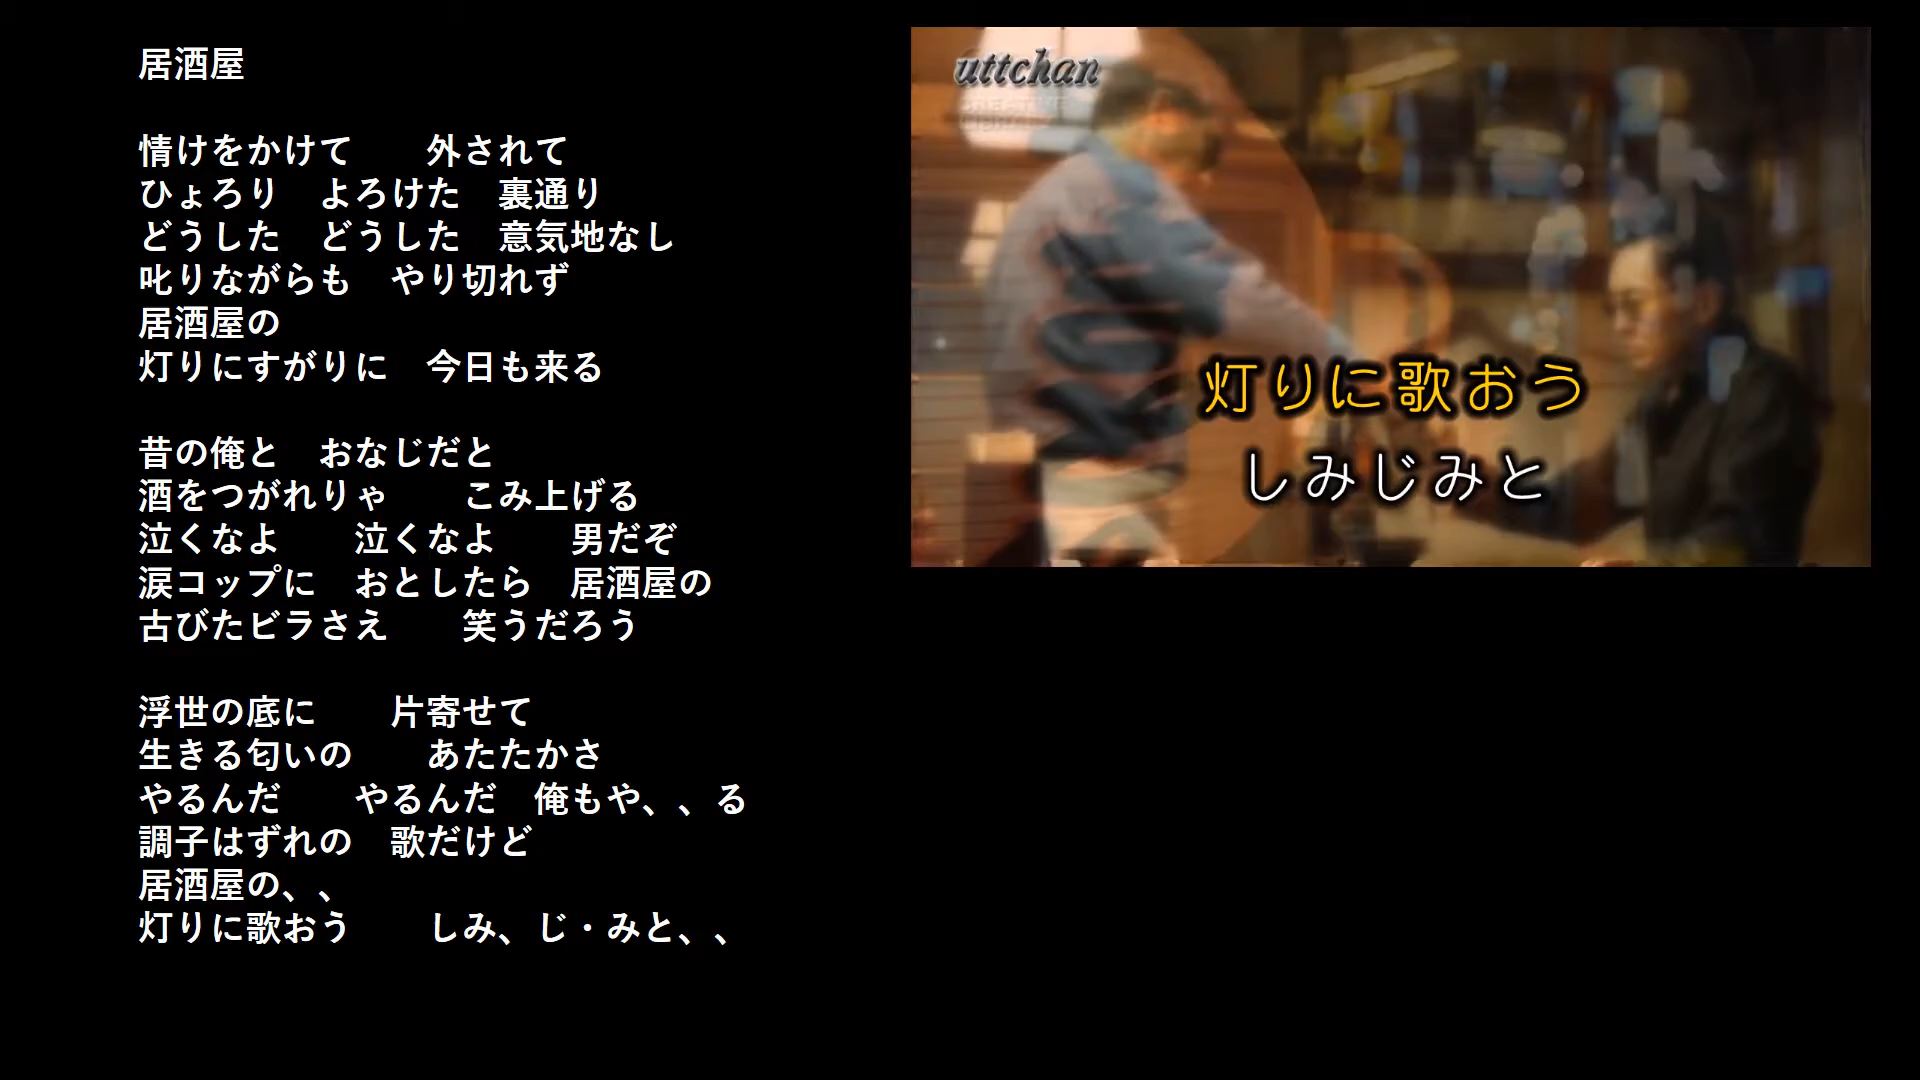 居酒屋
情けをかけて　　外されて
ひょろり　よろけた　裏通り
どうした　どうした　意気地なし
叱りながらも　やり切れず
居酒屋の
灯りにすがりに　今日も来る
昔の俺と　おなじだと
酒をつがれりゃ　　こみ上げる
泣くなよ　　泣くなよ　　男だぞ
涙コップに　おとしたら　居酒屋の
古びたビラさえ　　笑うだろう
浮世の底に　　片寄せて
生きる匂いの　　あたたかさ
やるんだ　　やるんだ　俺もや、、る
調子はずれの　歌だけど
居酒屋の、、
灯りに歌おう　　しみ、じ・みと、、
uttchan
灯りに歌おう
しみじみと